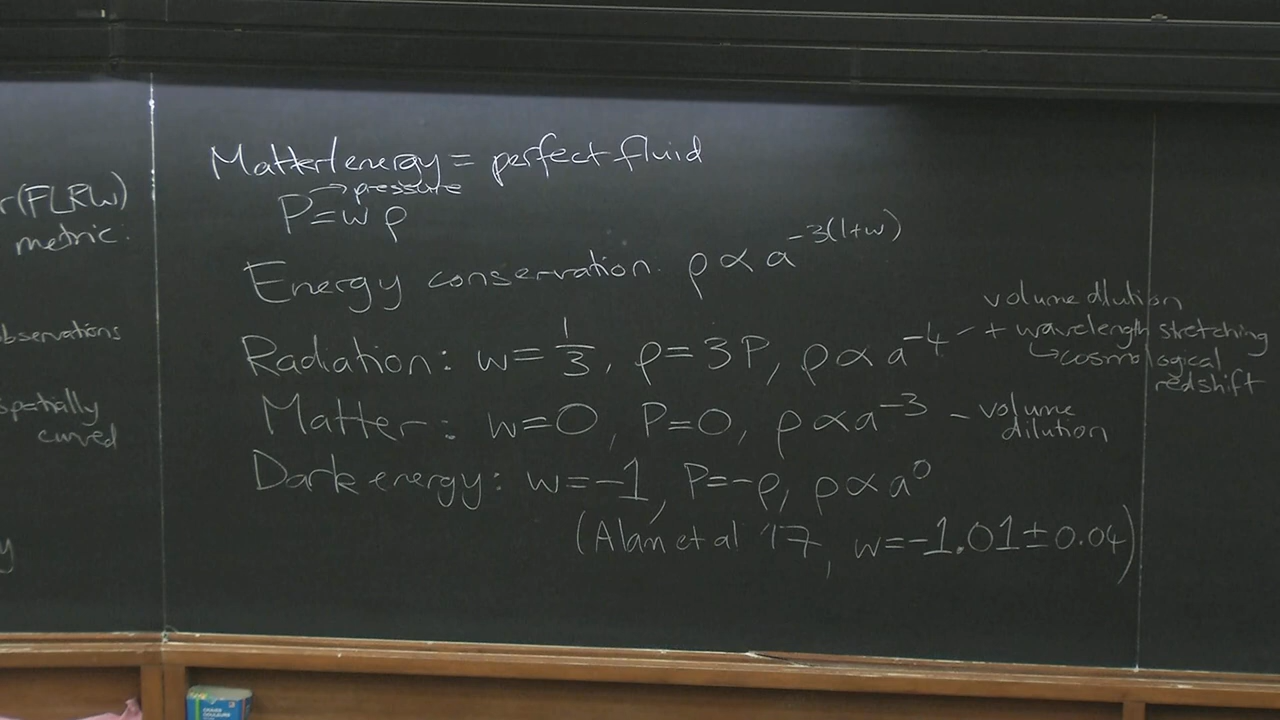 r(FLRW)
metric:
observations
spatially
curved
y
Matter/energy = perfect fluid
→ pressure
P=wρ
Energy conservation. ρ ∝ a^{-3(1+w)}
volume dilution
Radiation: w=1/3, ρ=3P, ρ ∝ a^{-4} – + wavelength stretching
↳cosmological
redshift
Matter: w=0, P=0, ρ ∝ a^{-3} – volume
dilution
Dark energy: w=-1, P=-ρ, ρ ∝ a^0
(Alam et al '17, w=-1.01±0.04)